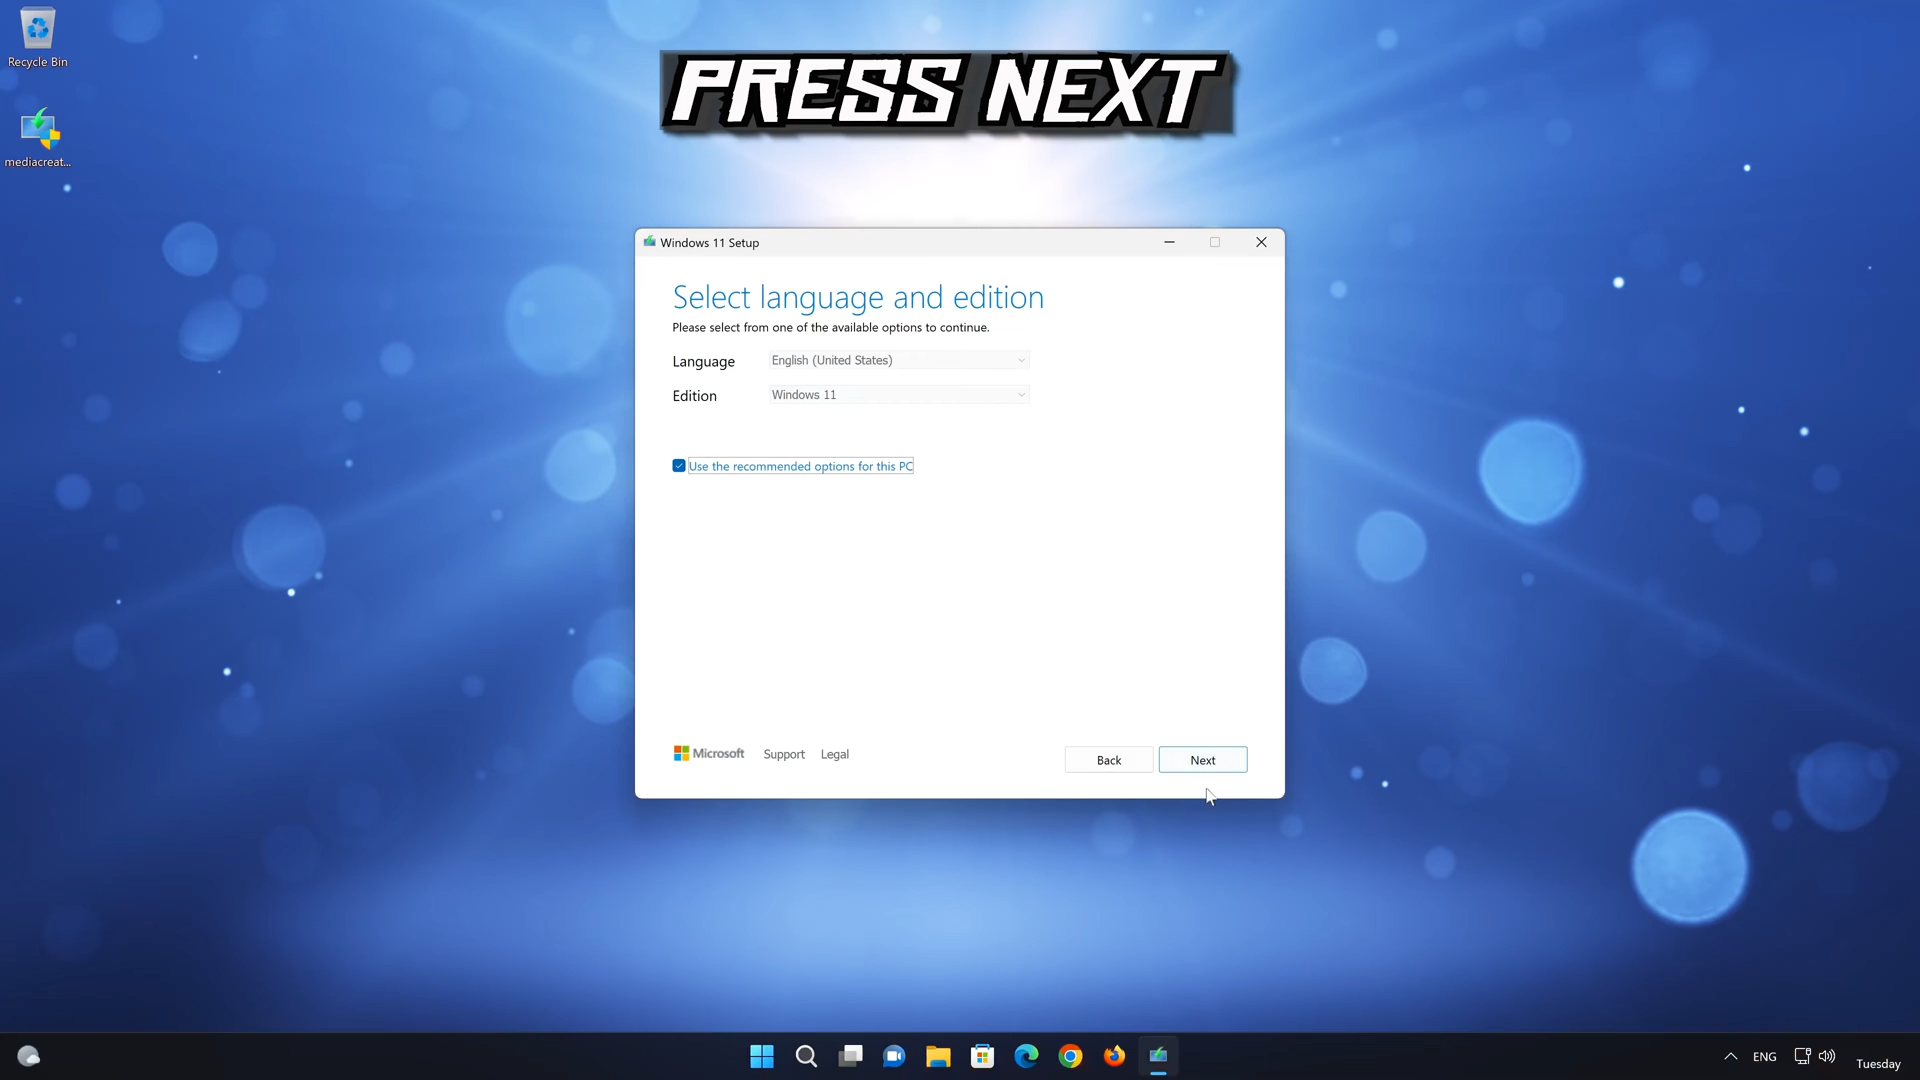 Recycle Bin
mediacreat...
PRESS NEXT
Windows 11 Setup
Select language and edition
Please select from one of the available options to continue.
Language English (United States)
Edition Windows 11
Use the recommended options for this PC
Microsoft Support Legal
Back Next
ENG
Tuesday